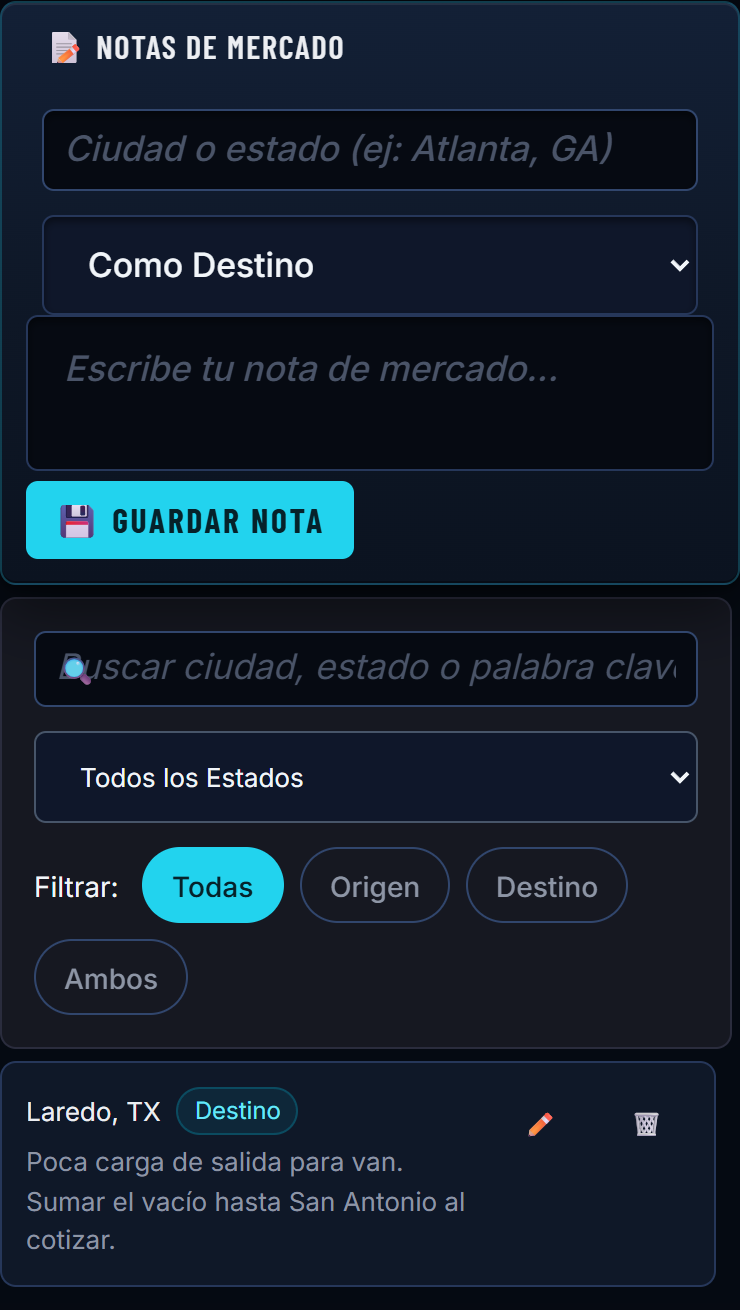 NOTAS DE MERCADO
Ciudad o estado (ej: Atlanta, GA)
Como Destino
Escribe tu nota de mercado...
GUARDAR NOTA
Buscar ciudad, estado o palabra clave
Todos los Estados
Filtrar: Todas Origen Destino
Ambos
Laredo, TX Destino
Poca carga de salida para van.
Sumar el vacío hasta San Antonio al
cotizar.